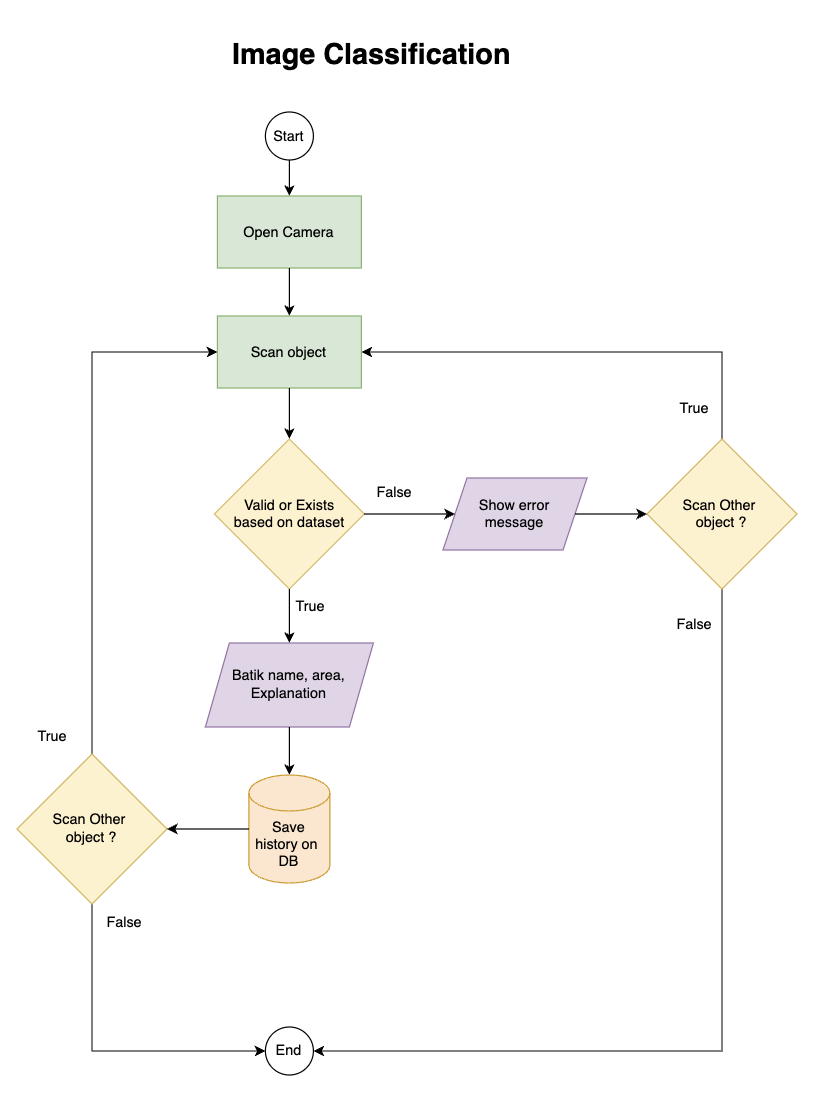 Image Classification
Start
Open Camera
Scan object
True
Valid or Exists
based on dataset
False
Show error
message
Scan Other
object ?
True
False
Batik name, area,
Explanation
True
Scan Other
object ?
Save
history on
DB
False
End